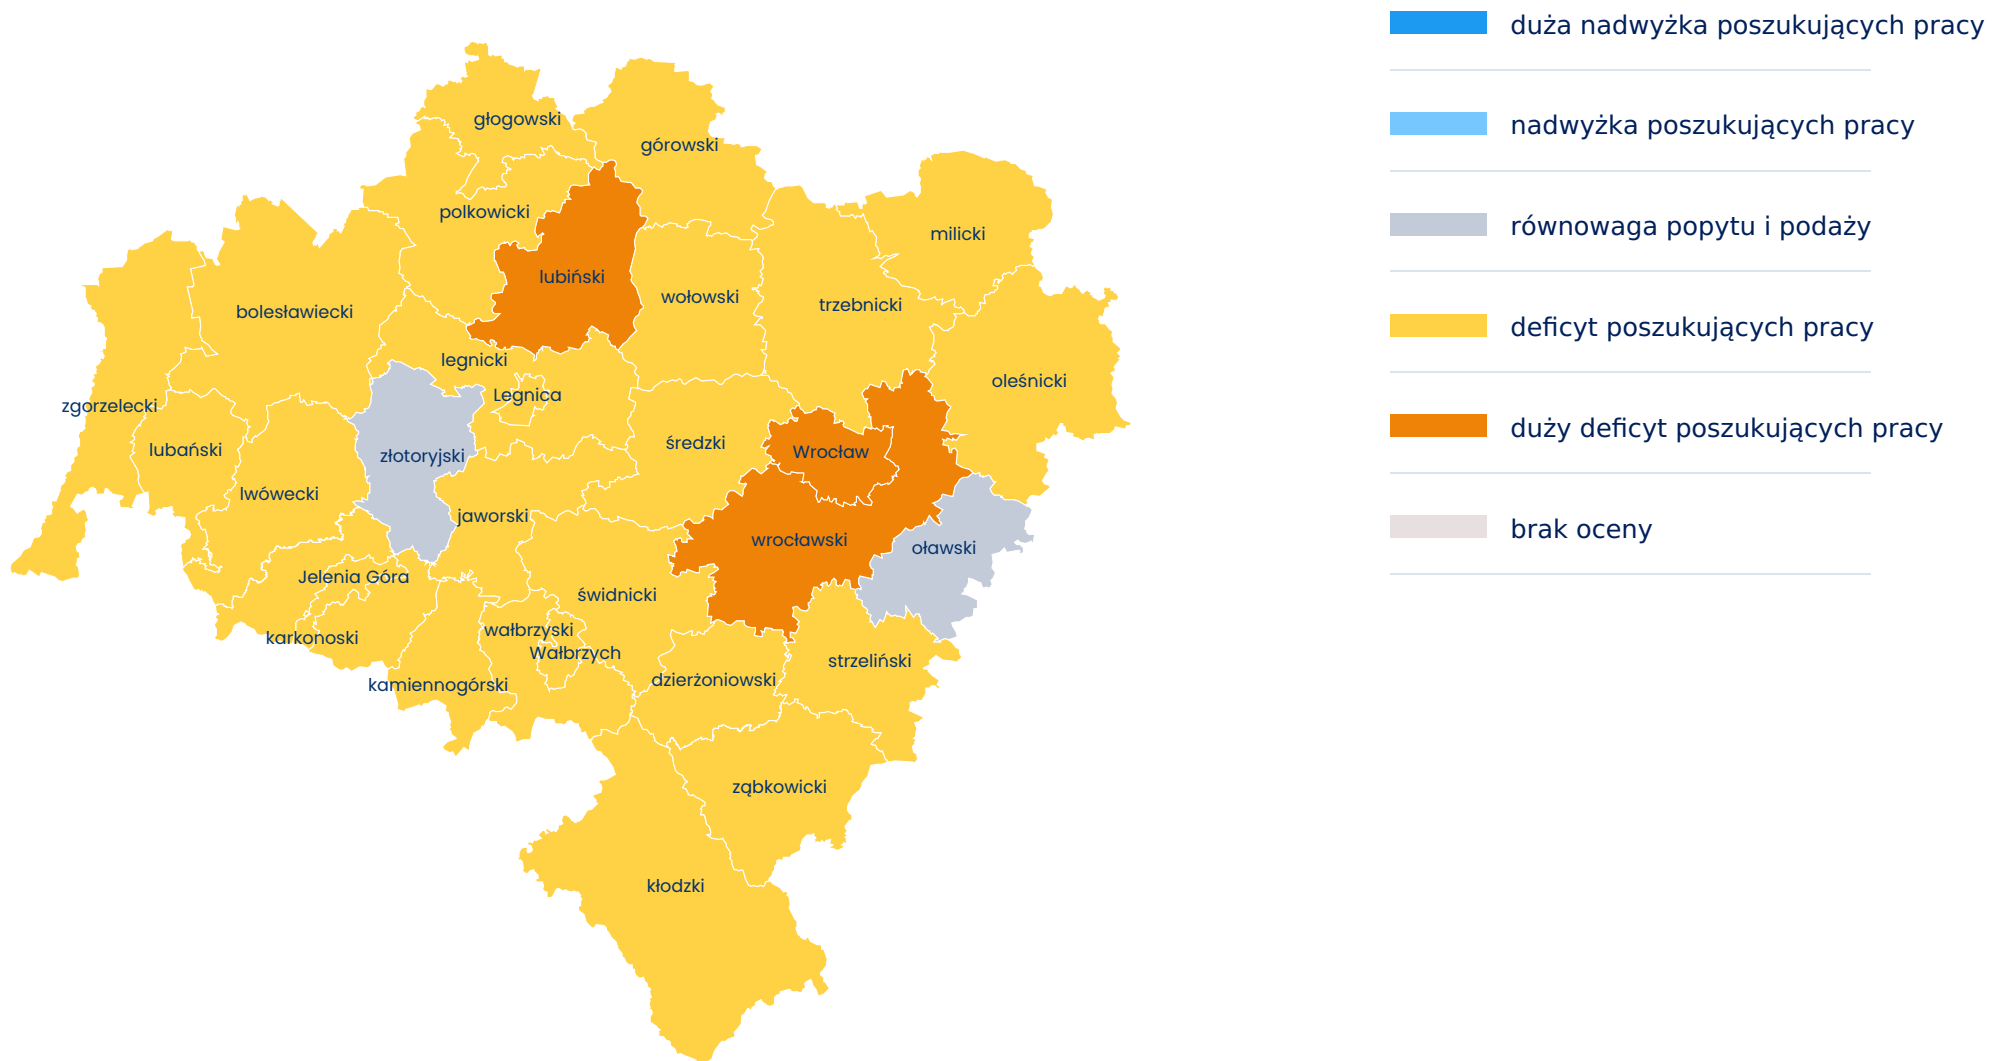 duża nadwyżka poszukujących pracy
nadwyżka poszukujących pracy
równowaga popytu i podaży
deficyt poszukujących pracy
duży deficyt poszukujących pracy
brak oceny
głogowski
górowski
polkowicki
milicki
lubiński
wołowski
trzebnicki
bolesławiecki
legnicki
oleśnicki
Legnica
zgorzelecki
średzki
lubański
Wrocław
złotoryjski
lwówecki
jaworski
wrocławski
oławski
Jelenia Góra
świdnicki
wałbrzyski
karkonoski
Wałbrzych
strzeliński
dzierżoniowski
kamiennogórski
ząbkowicki
kłodzki